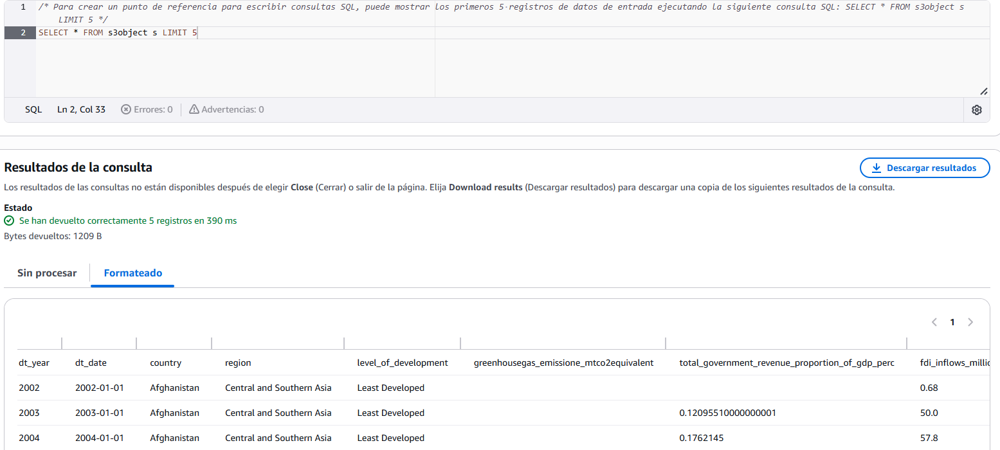 1 /* Para crear un punto de referencia para escribir consultas SQL, puede mostrar los primeros 5 registros de datos de entrada ejecutando la siguiente consulta SQL: SELECT * FROM s3object s
LIMIT 5 */
2 SELECT * FROM s3object s LIMIT 5
SQL Ln 2, Col 33 Errores: 0 Advertencias: 0
Resultados de la consulta
Descargar resultados
Los resultados de las consultas no están disponibles después de elegir Close (Cerrar) o salir de la página. Elija Download results (Descargar resultados) para descargar una copia de los siguientes resultados de la consulta.
Estado
Se han devuelto correctamente 5 registros en 390 ms
Bytes devueltos: 1209 B
Sin procesar Formateado
1
dt_year dt_date country region level_of_development greenhousegas_emissione_mtco2equivalent total_government_revenue_proportion_of_gdp_perc fdi_inflows_millic
2002 2002-01-01 Afghanistan Central and Southern Asia Least Developed 0.68
2003 2003-01-01 Afghanistan Central and Southern Asia Least Developed 0.12095510000000001 50.0
2004 2004-01-01 Afghanistan Central and Southern Asia Least Developed 0.1762145 57.8